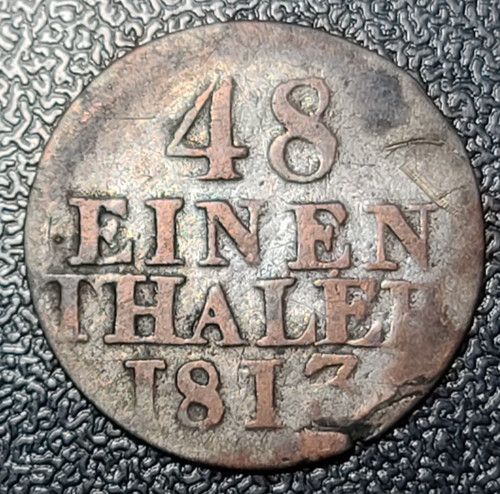 48
EINEN
THALER
1813